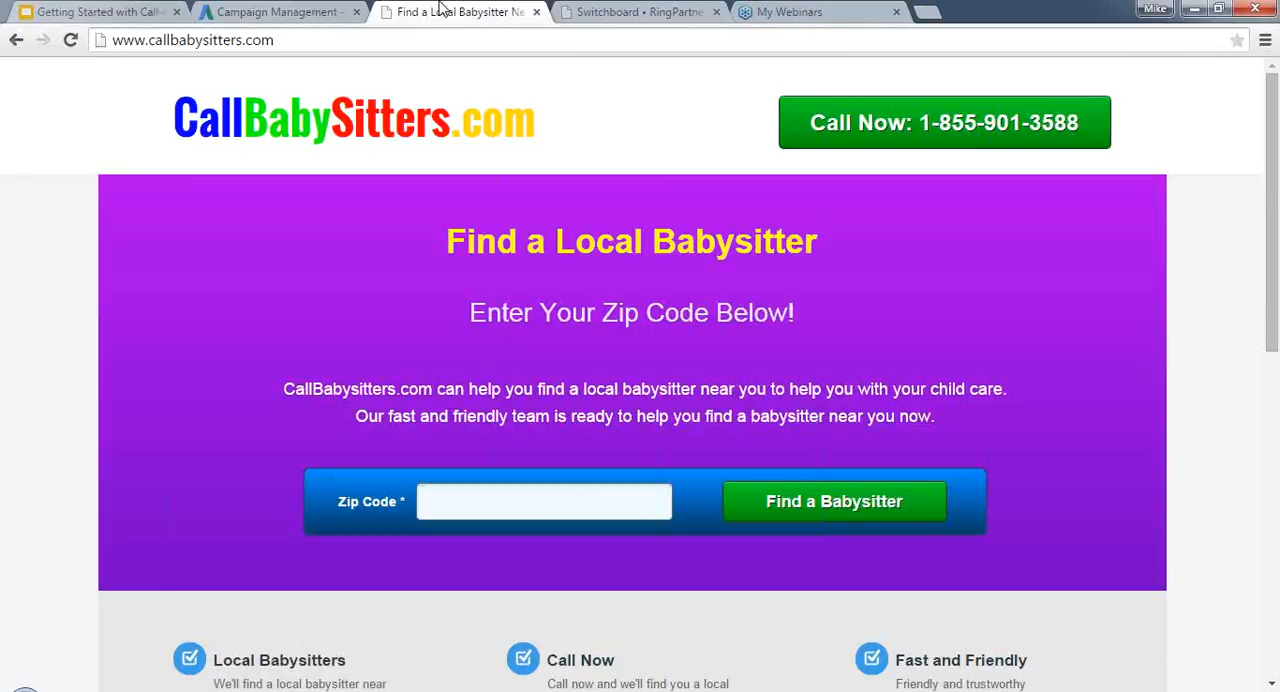 Getting Started with Call-
Campaign Management –
Find a Local Babysitter Ne
Switchboard • RingPartne
My Webinars
Mike
www.callbabysitters.com
CallBabySitters.com
Call Now: 1-855-901-3588
Find a Local Babysitter
Enter Your Zip Code Below!
CallBabysitters.com can help you find a local babysitter near you to help you with your child care.
Our fast and friendly team is ready to help you find a babysitter near you now.
Zip Code *
Find a Babysitter
Local Babysitters
We'll find a local babysitter near
Call Now
Call now and we'll find you a local
Fast and Friendly
Friendly and trustworthy